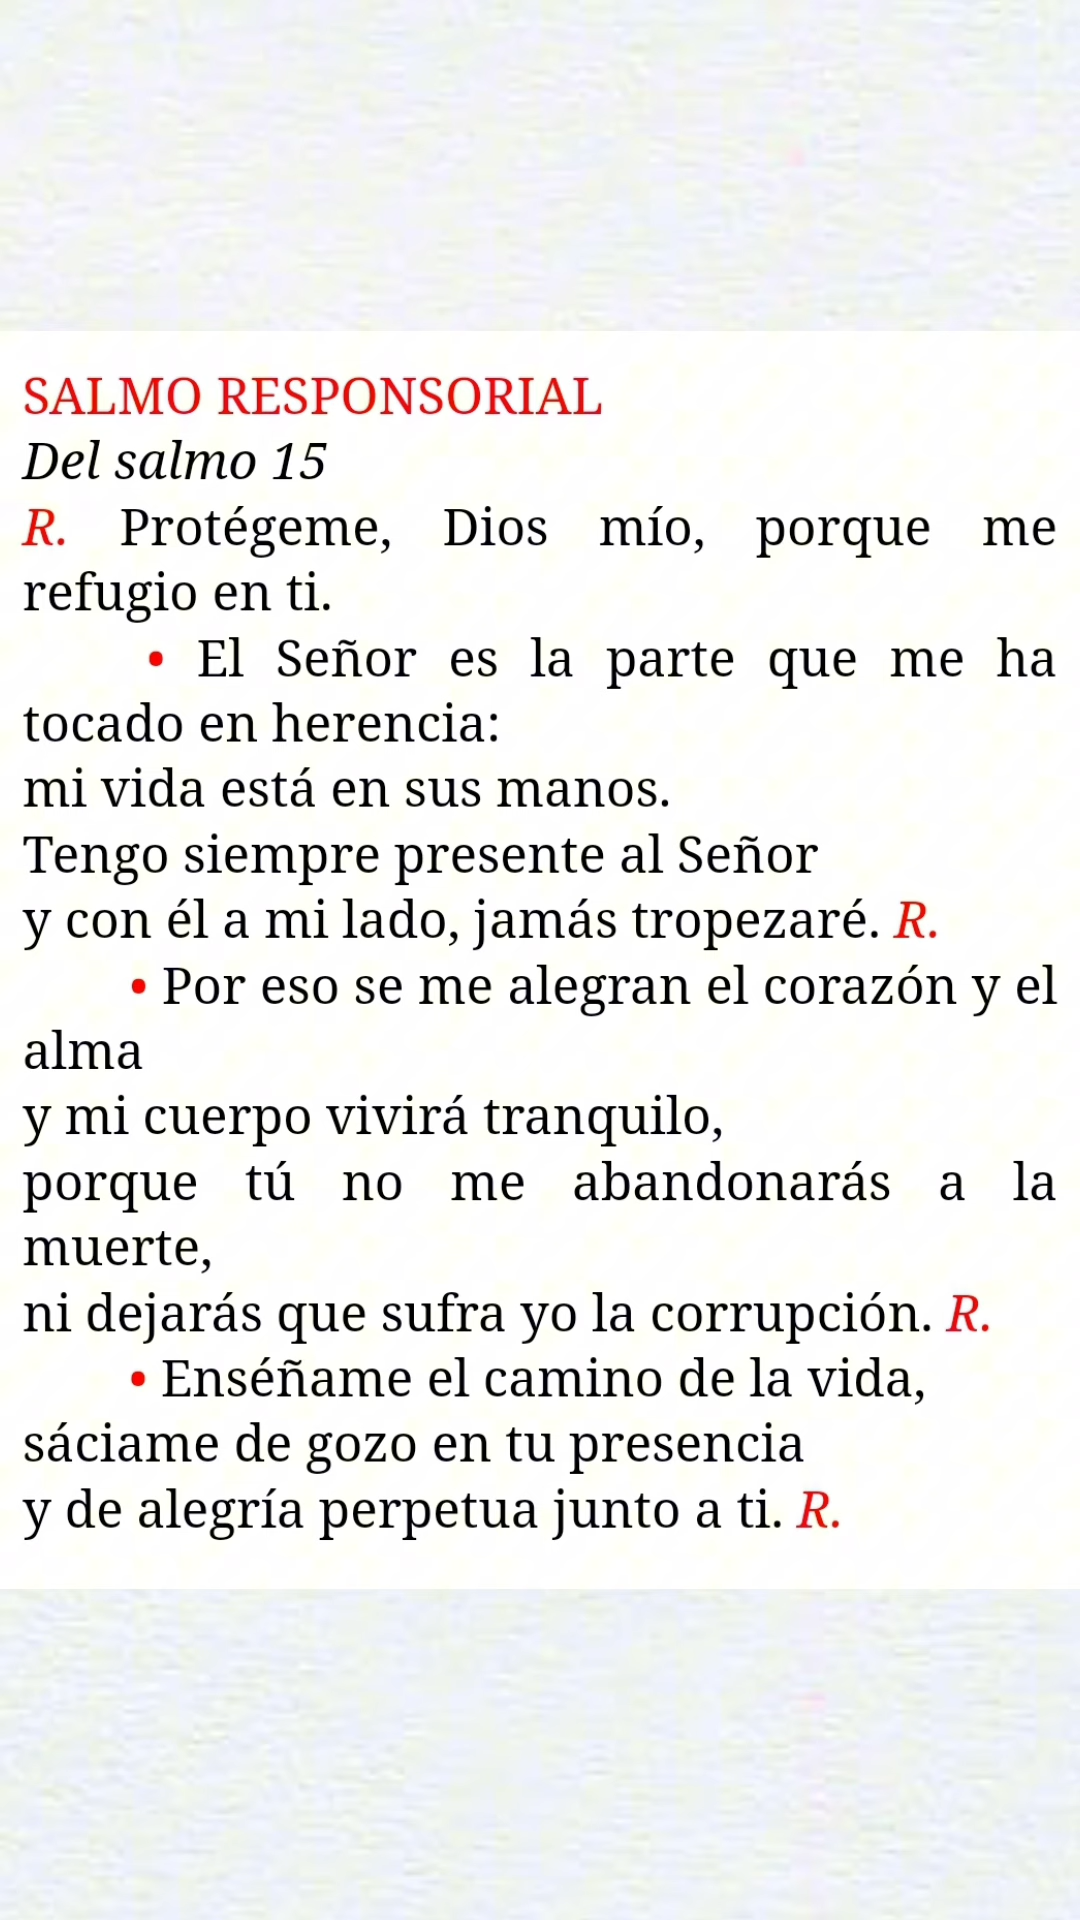 SALMO RESPONSORIAL
Del salmo 15
R. Protégeme, Dios mío, porque me
refugio en ti.
• El Señor es la parte que me ha
tocado en herencia:
mi vida está en sus manos.
Tengo siempre presente al Señor
y con él a mi lado, jamás tropezaré. R.
• Por eso se me alegran el corazón y el
alma
y mi cuerpo vivirá tranquilo,
porque tú no me abandonarás a la
muerte,
ni dejarás que sufra yo la corrupción. R.
• Enséñame el camino de la vida,
sáciame de gozo en tu presencia
y de alegría perpetua junto a ti. R.